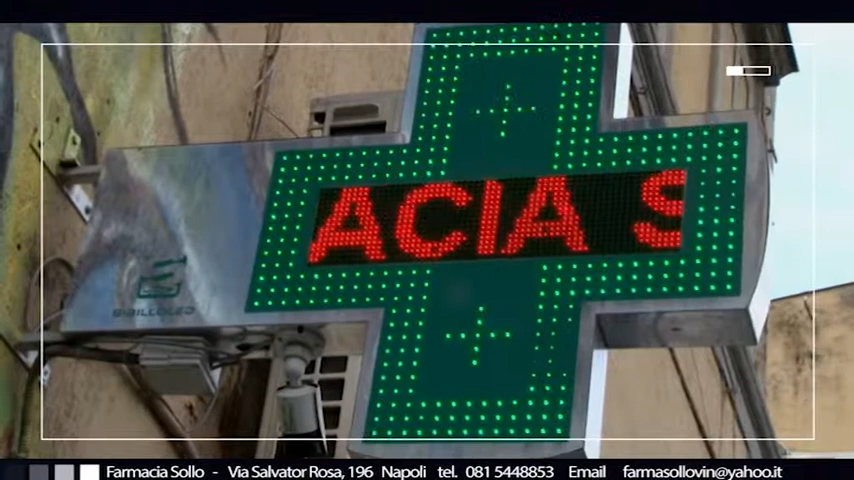 ACIA S
SIBILLOLED
Farmacia Sollo - Via Salvator Rosa, 196 Napoli tel. 081 5448853 Email farmasollovin@yahoo.it